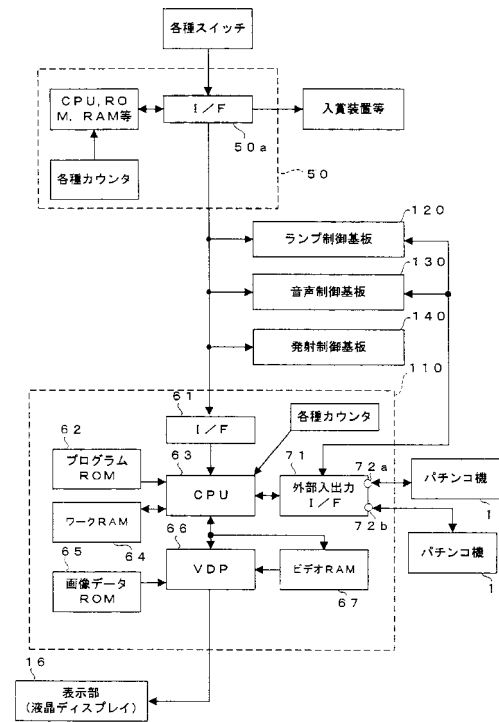 各種スイッチ
CPU,RO
M,RAM等
I/F
入賞装置等
50a
各種カウンタ
50
120
ランプ制御基板
130
音声制御基板
140
発射制御基板
110
61
I/F
各種カウンタ
62
プログラム
ROM
63
CPU
71
外部入出力
I/F
72a
72b
パチンコ機
1
パチンコ機
1
ワークRAM
64
65
画像データ
ROM
66
VDP
ビデオRAM
67
16
表示部
(液晶ディスプレイ)